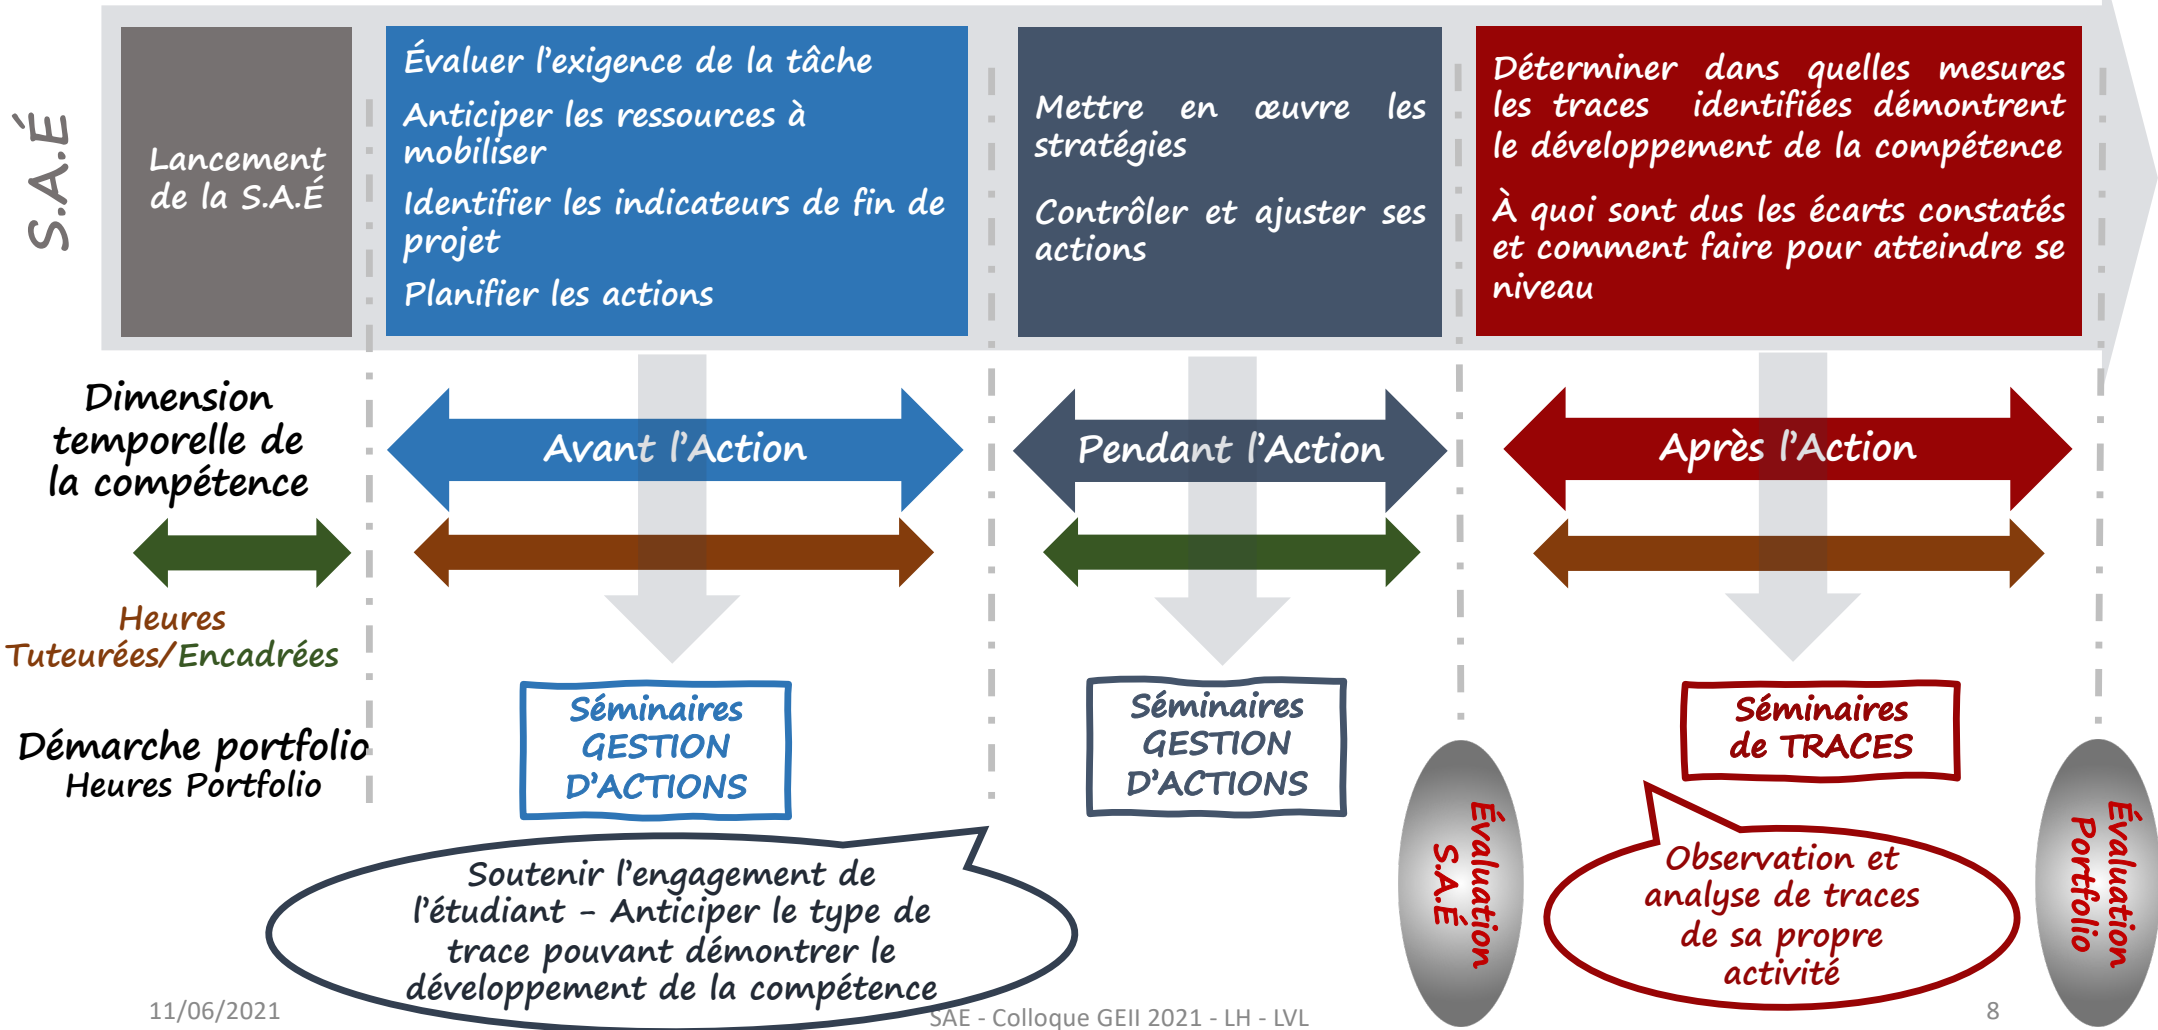 S.A.É
Lancement
de la S.A.É
Évaluer l'exigence de la tâche
Anticiper les ressources à
mobiliser
Identifier les indicateurs de fin de
projet
Planifier les actions
Mettre en œuvre les
stratégies
Contrôler et ajuster ses
actions
Déterminer dans quelles mesures
les traces identifiées démontrent
le développement de la compétence
À quoi sont dus les écarts constatés
et comment faire pour atteindre se
niveau
Dimension
temporelle de
la compétence
Avant l'Action
Pendant l'Action
Après l'Action
Heures
Tuteurées/Encadrées
Démarche portfolio
Heures Portfolio
Séminaires
GESTION
D'ACTIONS
Séminaires
GESTION
D'ACTIONS
Séminaires
de TRACES
Soutenir l'engagement de
l'étudiant - Anticiper le type de
trace pouvant démontrer le
développement de la compétence
Évaluation
S.A.É
Observation et
analyse de traces
de sa propre
activité
Évaluation
Portfolio
11/06/2021
SAE - Colloque GEII 2021 - LH - LVL
8